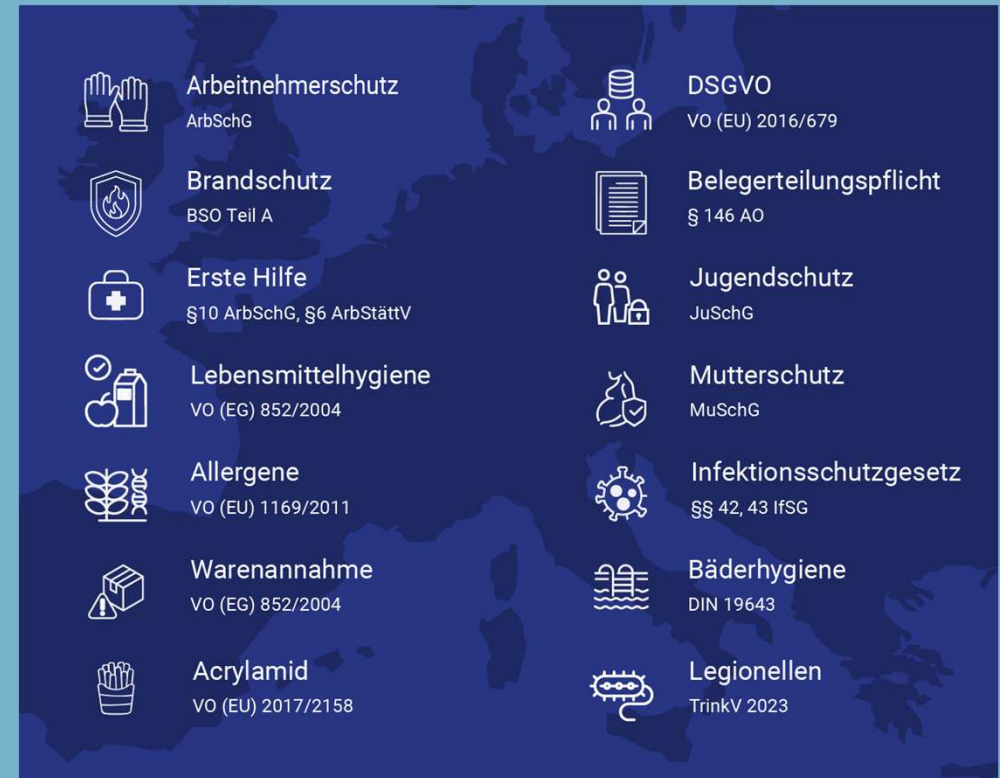 Arbeitnehmerschutz
ArbSchG
Brandschutz
BSO Teil A
Erste Hilfe
§10 ArbSchG, §6 ArbStättV
Lebensmittelhygiene
VO (EG) 852/2004
Allergene
VO (EU) 1169/2011
Warenannahme
VO (EG) 852/2004
Acrylamid
VO (EU) 2017/2158
DSGVO
VO (EU) 2016/679
Belegerteilungspflicht
§ 146 AO
Jugendschutz
JuSchG
Mutterschutz
MuSchG
Infektionsschutzgesetz
§§ 42, 43 IfSG
Bäderhygiene
DIN 19643
Legionellen
TrinkV 2023